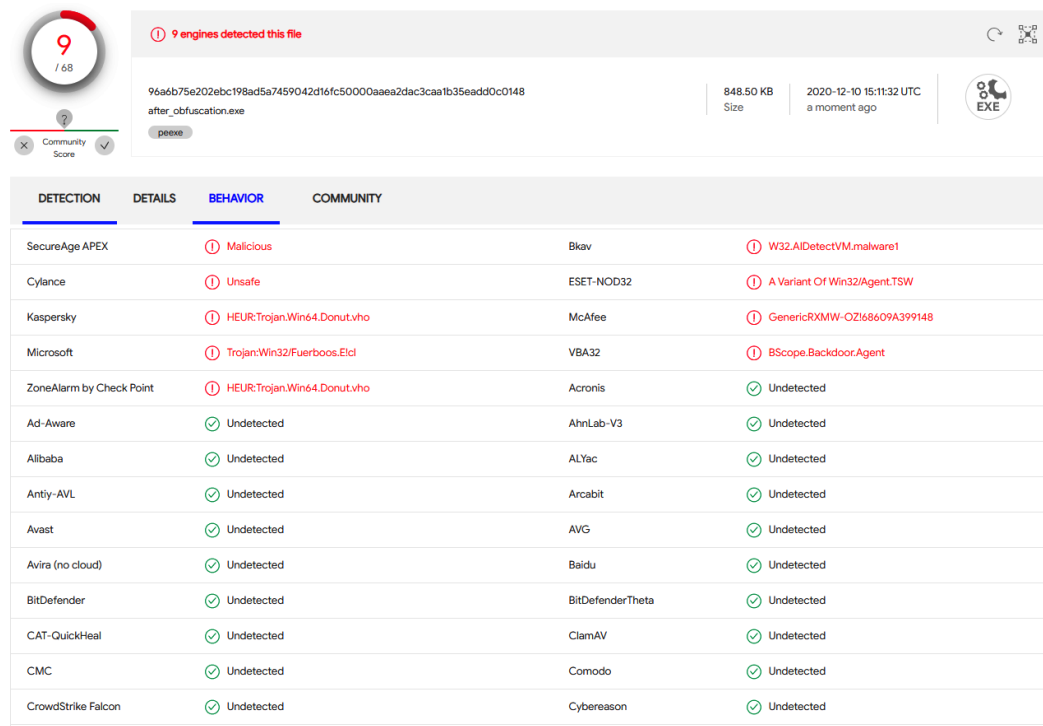 9
/ 68
?
Community
Score
9 engines detected this file
96a6b75e202ebc198ad5a7459042d16fc50000aaea2dac3caa1b35eadd0c0148
after_obfuscation.exe
peexe
848.50 KB
Size
2020-12-10 15:11:32 UTC
a moment ago
EXE
DETECTION DETAILS BEHAVIOR COMMUNITY
SecureAge APEX Malicious Bkav W32.AIDetectVM.malware1
Cylance Unsafe ESET-NOD32 A Variant Of Win32/Agent.TSW
Kaspersky HEUR:Trojan.Win64.Donut.vho McAfee GenericRXMW-OZ!68609A399148
Microsoft Trojan:Win32/Fuerboos.E!cl VBA32 BScope.Backdoor.Agent
ZoneAlarm by Check Point HEUR:Trojan.Win64.Donut.vho Acronis Undetected
Ad-Aware Undetected AhnLab-V3 Undetected
Alibaba Undetected ALYac Undetected
Antiy-AVL Undetected Arcabit Undetected
Avast Undetected AVG Undetected
Avira (no cloud) Undetected Baidu Undetected
BitDefender Undetected BitDefenderTheta Undetected
CAT-QuickHeal Undetected ClamAV Undetected
CMC Undetected Comodo Undetected
CrowdStrike Falcon Undetected Cybereason Undetected